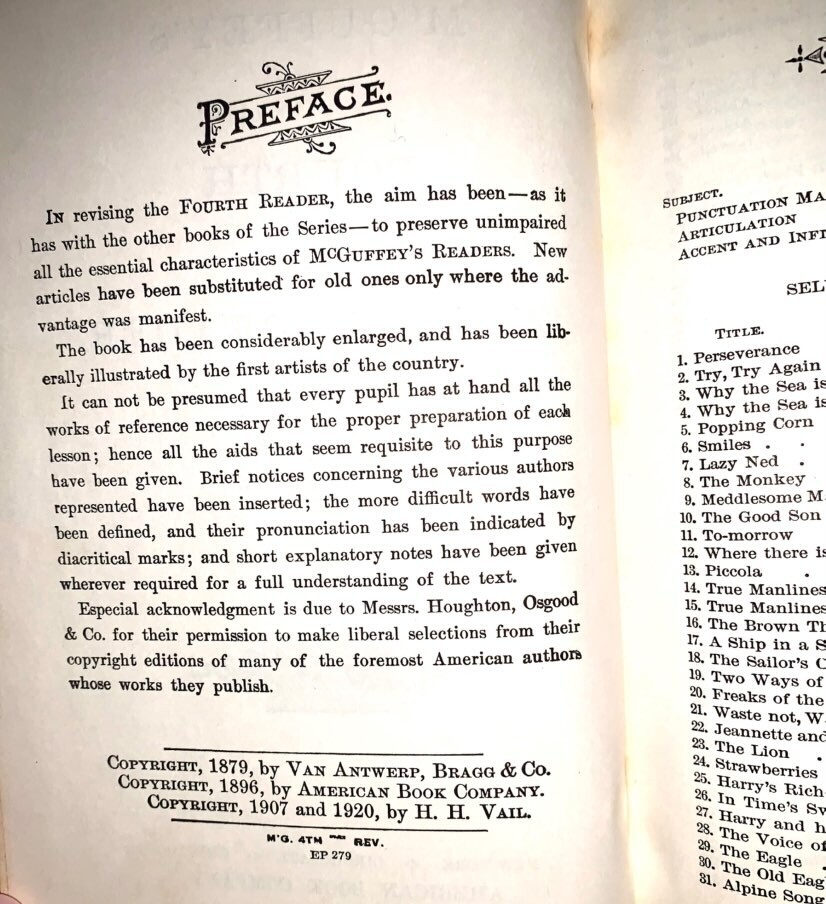 PREFACE.
IN revising the FOURTH READER, the aim has been—as it
has with the other books of the Series—to preserve unimpaired
all the essential characteristics of MCGUFFEY'S READERS. New
articles have been substituted for old ones only where the ad-
vantage was manifest.
The book has been considerably enlarged, and has been lib-
erally illustrated by the first artists of the country.
It can not be presumed that every pupil has at hand all the
works of reference necessary for the proper preparation of each
lesson; hence all the aids that seem requisite to this purpose
have been given. Brief notices concerning the various authors
represented have been inserted; the more difficult words have
been defined, and their pronunciation has been indicated by
diacritical marks; and short explanatory notes have been given
wherever required for a full understanding of the text.
Especial acknowledgment is due to Messrs. Houghton, Osgood
& Co. for their permission to make liberal selections from their
copyright editions of many of the foremost American authors
whose works they publish.
COPYRIGHT, 1879, by VAN ANTWERP, BRAGG & CO.
COPYRIGHT, 1896, by AMERICAN BOOK COMPANY.
COPYRIGHT, 1907 and 1920, by H. H. VAIL.
M'G. 4TH REV.
EP 279
SUBJECT.
PUNCTUATION MA
ARTICULATION
ACCENT AND INF
SEL
TITLE.
1. Perseverance
2. Try, Try Again
3. Why the Sea is
4. Why the Sea is
5. Popping Corn
6. Smiles . .
7. Lazy Ned .
8. The Monkey
9. Meddlesome M
10. The Good Son
11. To-morrow
12. Where there is
13. Piccola .
14. True Manlines
15. True Manlines
16. The Brown Th
17. A Ship in a S
18. The Sailor's C
19. Two Ways of
20. Freaks of the
21. Waste not, W
22. Jeannette and
23. The Lion .
24. Strawberries
25. Harry's Rich
26. In Time's Sw
27. Harry and h
28. The Voice of
29. The Eagle .
30. The Old Eag
31. Alpine Song